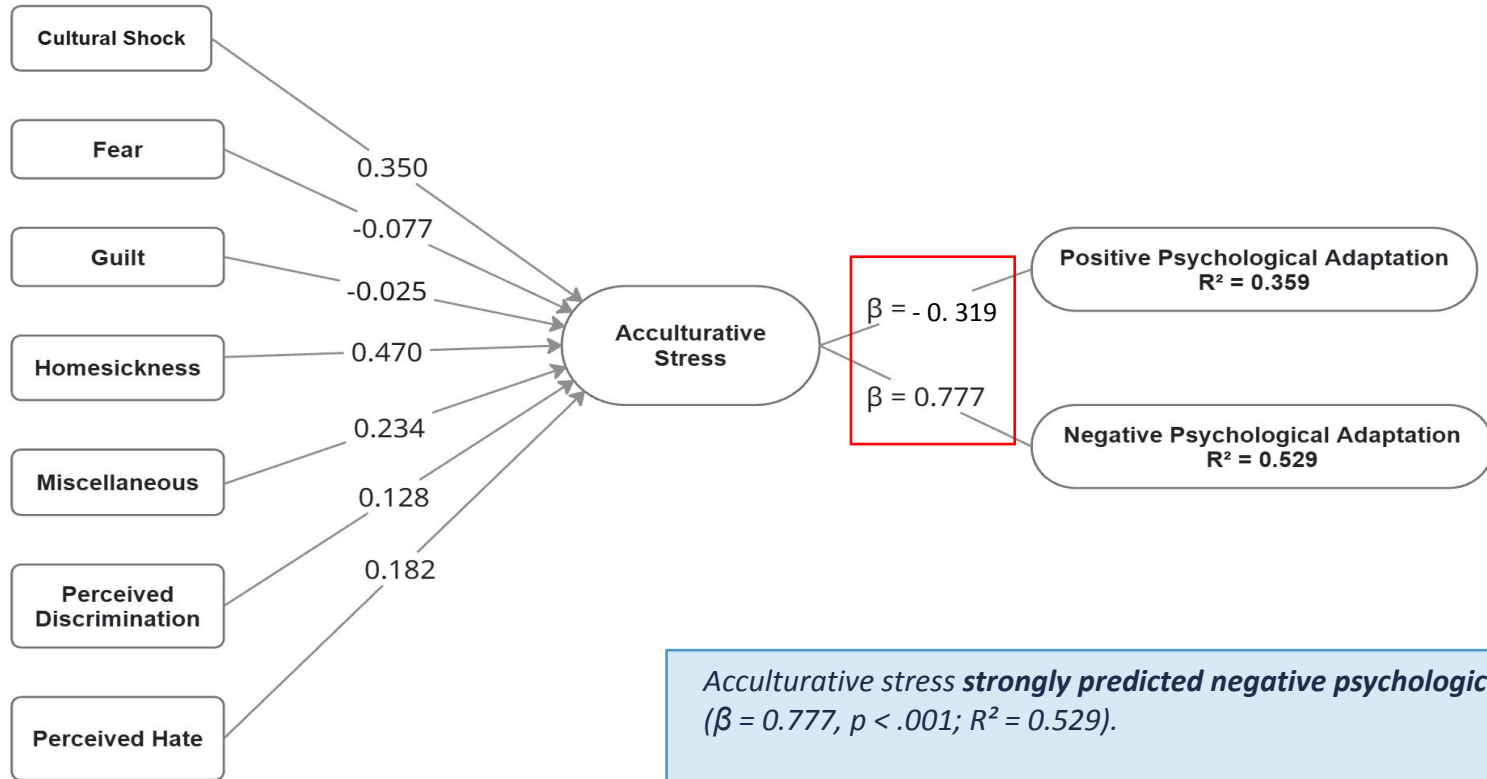 Cultural Shock
Fear
Guilt
Homesickness
Miscellaneous
Perceived
Discrimination
Perceived Hate
0.350
-0.077
-0.025
0.470
0.234
0.128
0.182
Acculturative
Stress
β = - 0. 319
β = 0.777
Positive Psychological Adaptation
R² = 0.359
Negative Psychological Adaptation
R² = 0.529
Acculturative stress strongly predicted negative
(β = 0.777, p < .001; R² = 0.529).